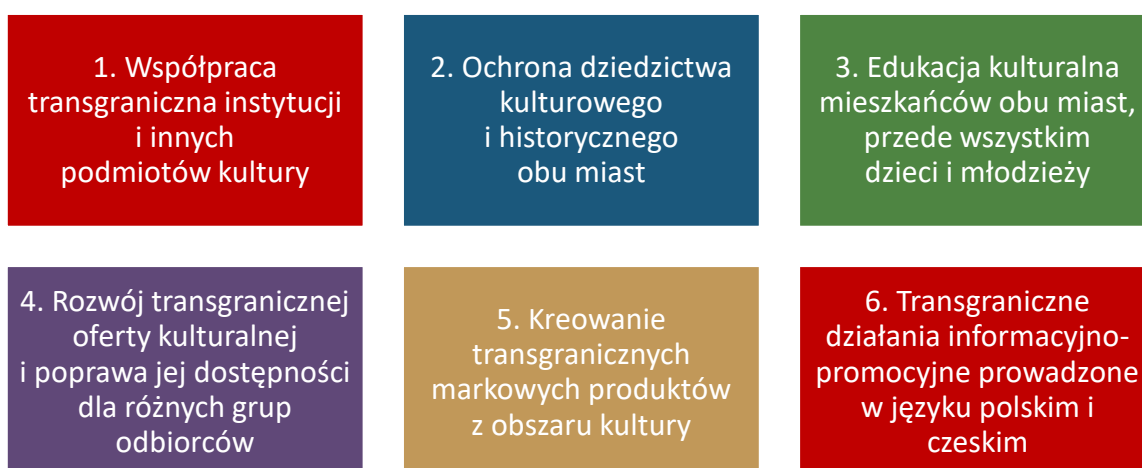 1. Współpraca
transgraniczna instytucji
i innych
podmiotów kultury
2. Ochrona dziedzictwa
kulturowego
i historycznego
obu miast
3. Edukacja kulturalna
mieszkańców obu miast,
przede wszystkim
dzieci i młodzieży
4. Rozwój transgranicznej
oferty kulturalnej
i poprawa jej dostępności
dla różnych grup
odbiorców
5. Kreowanie
transgranicznych
markowych produktów
z obszaru kultury
6. Transgraniczne
działania informacyjno-
promocyjne prowadzone
w języku polskim i
czeskim